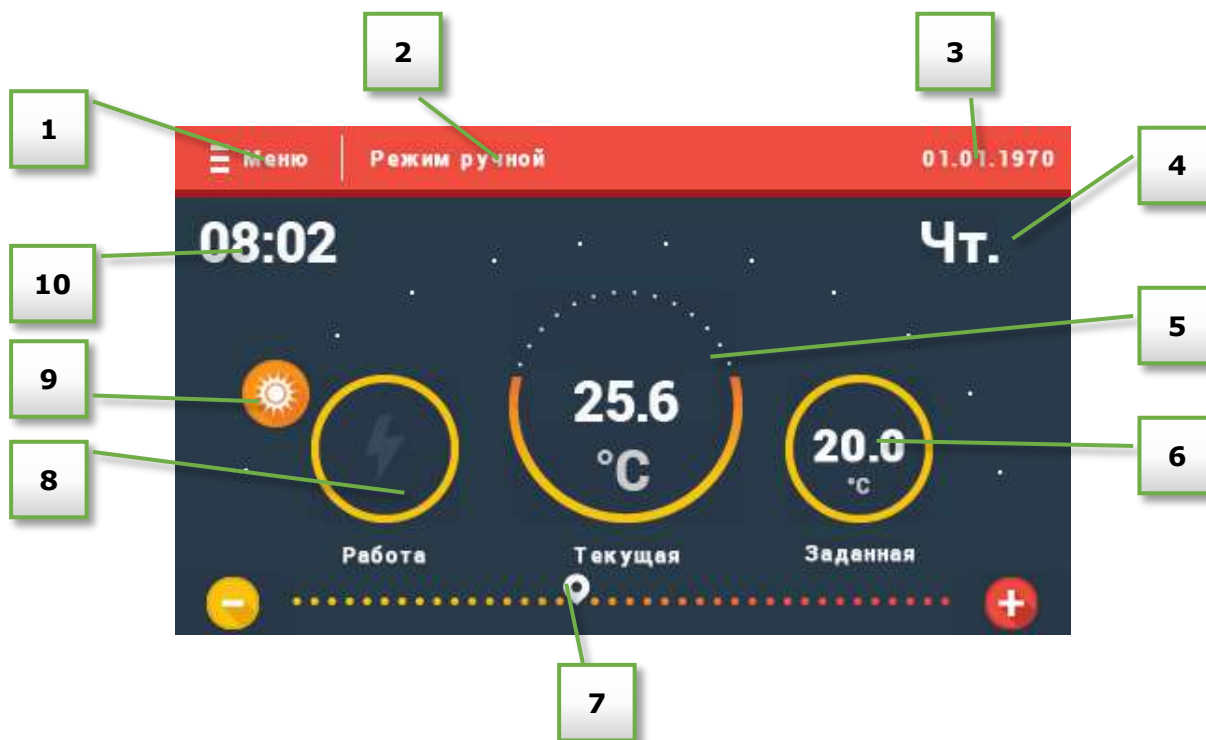 2
3
1
Меню Режим ручной 01.01.1970
4
08:02 Чт.
10
5
9
25.6
°C
20.0
°C
6
8
Работа Текущая Заданная
- +
7